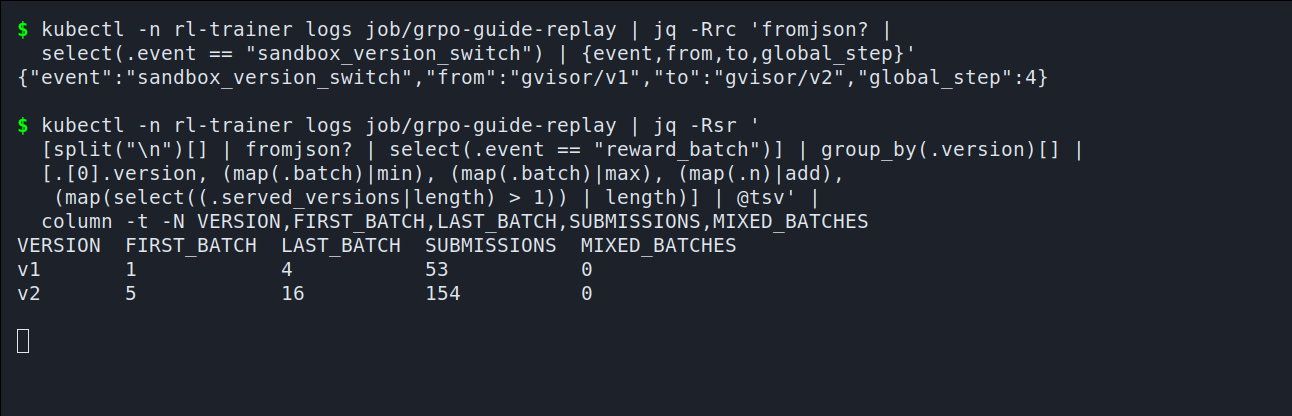 $ kubectl -n rl-trainer logs job/grpo-guide-replay | jq -Rrc 'fromjson? |
  select(.event == "sandbox_version_switch") | {event,from,to,global_step}'
{"event":"sandbox_version_switch","from":"gvisor/v1","to":"gvisor/v2","global_step":4}
$ kubectl -n rl-trainer logs job/grpo-guide-replay | jq -Rsr '
  [split("\n")[] | fromjson? | select(.event == "reward_batch")] | group_by(.version)[] |
  [.[0].version, (map(.batch)|min), (map(.batch)|max), (map(.n)|add),
   (map(select((.served_versions|length) > 1)) | length)] | @tsv' |
  column -t -N VERSION,FIRST_BATCH,LAST_BATCH,SUBMISSIONS,MIXED_BATCHES
VERSION  FIRST_BATCH  LAST_BATCH  SUBMISSIONS  MIXED_BATCHES
v1       1            4           53           0
v2       5            16          154          0